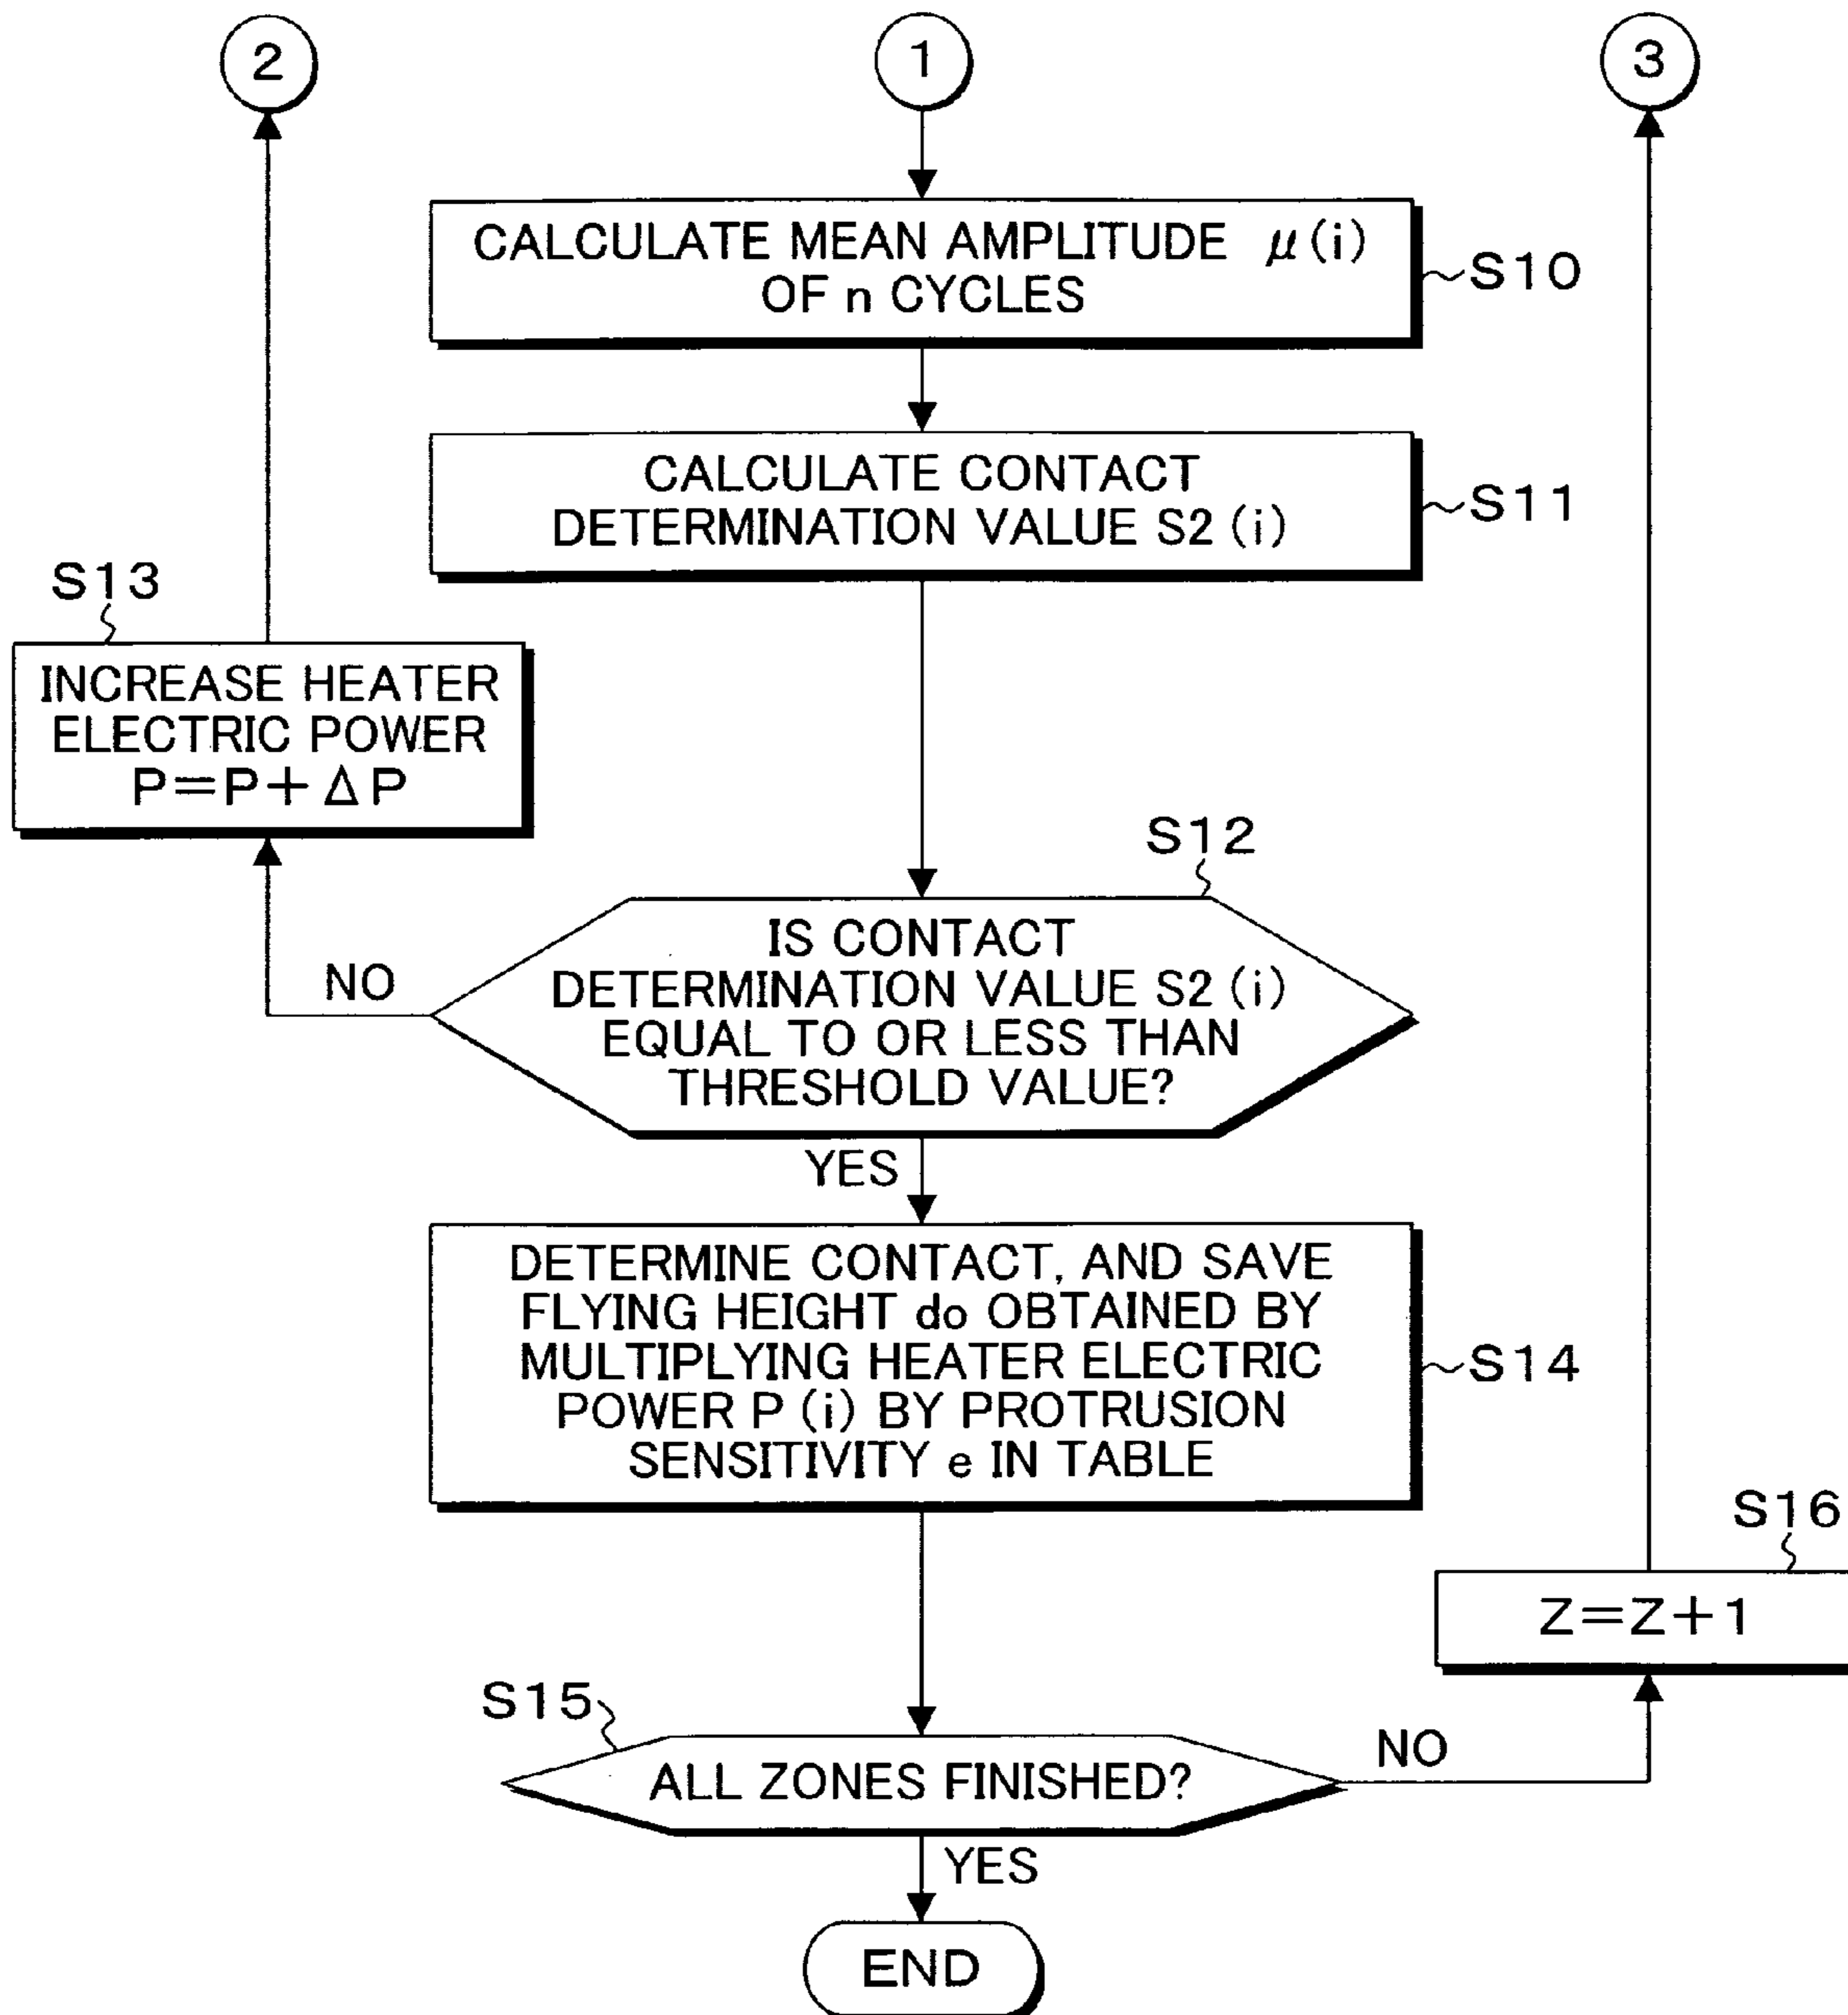 2
1
3
CALCULATE MEAN AMPLITUDE μ(i)
OF n CYCLES
S10
CALCULATE CONTACT
DETERMINATION VALUE S2 (i)
S11
S13
INCREASE HEATER
ELECTRIC POWER
P=P+ΔP
S12
IS CONTACT
DETERMINATION VALUE S2 (i)
EQUAL TO OR LESS THAN
THRESHOLD VALUE?
NO
YES
DETERMINE CONTACT, AND SAVE
FLYING HEIGHT do OBTAINED BY
MULTIPLYING HEATER ELECTRIC
POWER P (i) BY PROTRUSION
SENSITIVITY e IN TABLE
S14
S16
Z=Z+1
S15
ALL ZONES FINISHED?
NO
YES
END